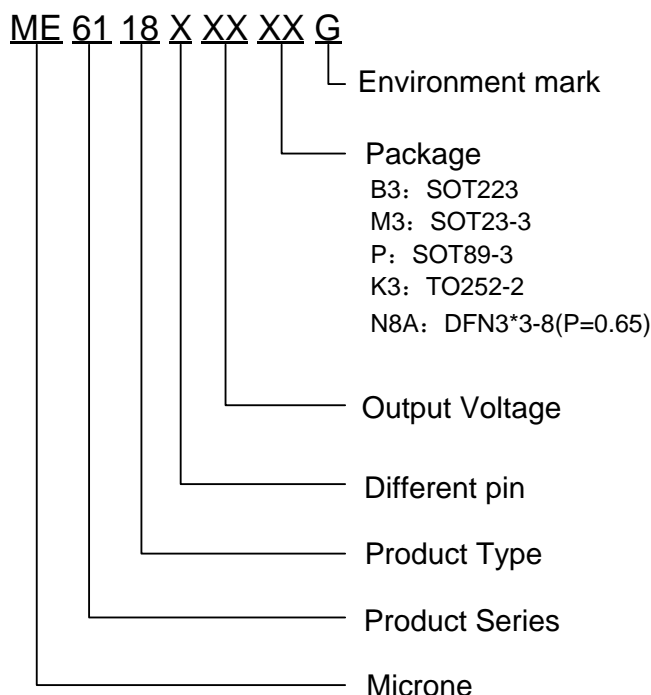 ME 61 18 X XX XX G
Environment mark
Package
B3：SOT223
M3：SOT23-3
P：SOT89-3
K3：TO252-2
N8A：DFN3*3-8(P=0.65)
Output Voltage
Different pin
Product Type
Product Series
Microne